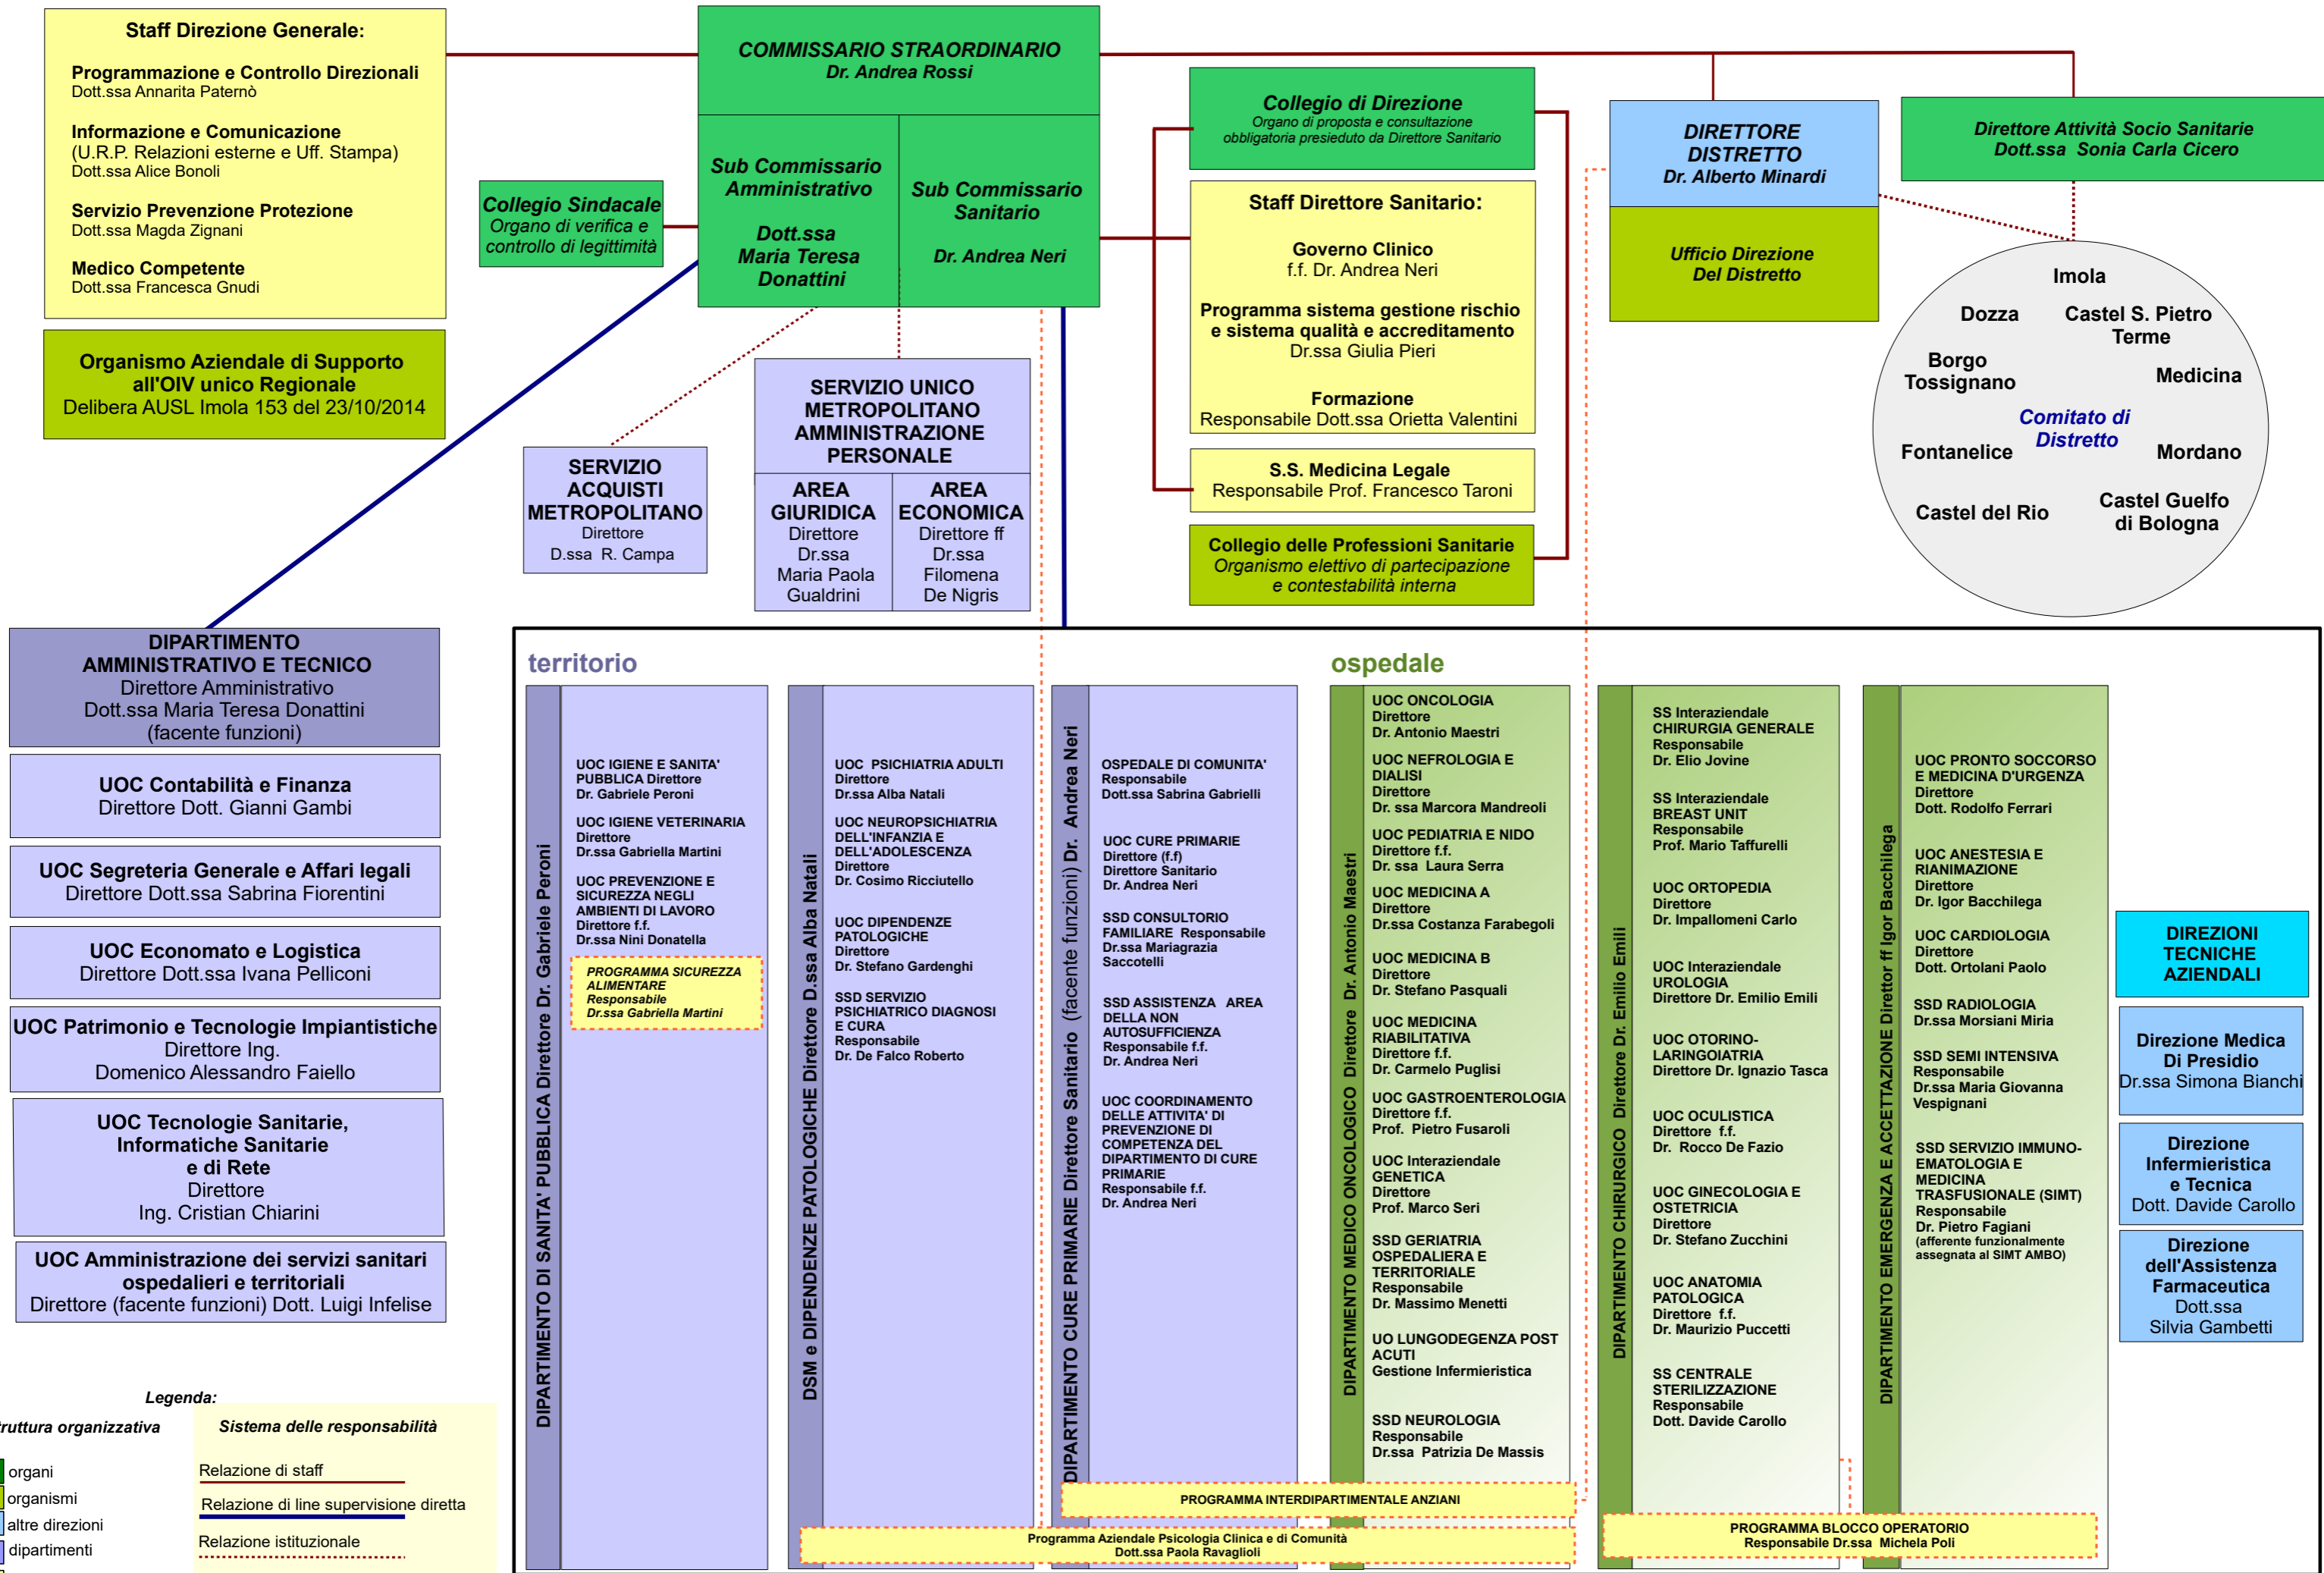 Staff Direzione Generale:
Programmazione e Controllo Direzionali
Dott.ssa Annarita Paternò
Informazione e Comunicazione
(U.R.P. Relazioni esterne e Uff. Stampa)
Dott.ssa Alice Bonoli
Servizio Prevenzione Protezione
Dott.ssa Magda Zignani
Medico Competente
Dott.ssa Francesca Gnudi
Organismo Aziendale di Supporto
all'OIV unico Regionale
Delibera AUSL Imola 153 del 23/10/2014
COMMISSARIO STRAORDINARIO
Dr. Andrea Rossi
Sub Commissario
Amministrativo
Dott.ssa
Maria Teresa
Donattini
Sub Commissario
Sanitario
Dr. Andrea Neri
Collegio Sindacale
Organo di verifica e
controllo di legittimità
Collegio di Direzione
Organo di proposta e consultazione
obbligatoria presieduto da Direttore Sanitario
Staff Direttore Sanitario:
Governo Clinico
f.f. Dr. Andrea Neri
Programma sistema gestione rischio
e sistema qualità e accreditamento
Dr.ssa Giulia Pieri
Formazione
Responsabile Dott.ssa Orietta Valentini
S.S. Medicina Legale
Responsabile Prof. Francesco Taroni
Collegio delle Professioni Sanitarie
Organismo elettivo di partecipazione
e contestabilità interna
DIRETTORE
DISTRETTO
Dr. Alberto Minardi
Ufficio Direzione
Del Distretto
Direttore Attività Socio Sanitarie
Dott.ssa Sonia Carla Cicero
Imola
Dozza
Castel S. Pietro
Terme
Borgo
Tossignano
Medicina
Comitato di
Distretto
Fontanelice
Mordano
Castel del Rio
Castel Guelfo
di Bologna
SERVIZIO
ACQUISTI
METROPOLITANO
Direttore
D.ssa R. Campa
SERVIZIO UNICO
METROPOLITANO
AMMINISTRAZIONE
PERSONALE
AREA
GIURIDICA
Direttore
Dr.ssa
Maria Paola
Gualdrini
AREA
ECONOMICA
Direttore ff
Dr.ssa
Filomena
De Nigris
DIPARTIMENTO
AMMINISTRATIVO E TECNICO
Direttore Amministrativo
Dott.ssa Maria Teresa Donattini
(facente funzioni)
UOC Contabilità e Finanza
Direttore Dott. Gianni Gambi
UOC Segreteria Generale e Affari legali
Direttore Dott.ssa Sabrina Fiorentini
UOC Economato e Logistica
Direttore Dott.ssa Ivana Pelliconi
UOC Patrimonio e Tecnologie Impiantistiche
Direttore Ing.
Domenico Alessandro Faiello
UOC Tecnologie Sanitarie,
Informatiche Sanitarie
e di Rete
Direttore
Ing. Cristian Chiarini
UOC Amministrazione dei servizi sanitari
ospedalieri e territoriali
Direttore (facente funzioni) Dott. Luigi Infelise
Legenda:
truttura organizzativa
organi
organismi
altre direzioni
dipartimenti
Sistema delle responsabilità
Relazione di staff
Relazione di line supervisione diretta
Relazione istituzionale
territorio
DIPARTIMENTO DI SANITA' PUBBLICA Direttore Dr. Gabriele Peroni
UOC IGIENE E SANITA'
PUBBLICA Direttore
Dr. Gabriele Peroni
UOC IGIENE VETERINARIA
Direttore
Dr.ssa Gabriella Martini
UOC PREVENZIONE E
SICUREZZA NEGLI
AMBIENTI DI LAVORO
Direttore f.f.
Dr.ssa Nini Donatella
PROGRAMMA SICUREZZA
ALIMENTARE
Responsabile
Dr.ssa Gabriella Martini
DSM e DIPENDENZE PATOLOGICHE Direttore D.ssa Alba Natali
UOC PSICHIATRIA ADULTI
Direttore
Dr.ssa Alba Natali
UOC NEUROPSICHIATRIA
DELL'INFANZIA E
DELL'ADOLESCENZA
Direttore
Dr. Cosimo Ricciutello
UOC DIPENDENZE
PATOLOGICHE
Direttore
Dr. Stefano Gardenghi
SSD SERVIZIO
PSICHIATRICO DIAGNOSI
E CURA
Responsabile
Dr. De Falco Roberto
DIPARTIMENTO CURE PRIMARIE Direttore Sanitario (facente funzioni) Dr. Andrea Neri
OSPEDALE DI COMUNITA'
Responsabile
Dott.ssa Sabrina Gabrielli
UOC CURE PRIMARIE
Direttore (f.f)
Direttore Sanitario
Dr. Andrea Neri
SSD CONSULTORIO
FAMILIARE Responsabile
Dr.ssa Mariagrazia
Saccotelli
SSD ASSISTENZA AREA
DELLA NON
AUTOSUFFICIENZA
Responsabile f.f.
Dr. Andrea Neri
UOC COORDINAMENTO
DELLE ATTIVITA' DI
PREVENZIONE DI
COMPETENZA DEL
DIPARTIMENTO DI CURE
PRIMARIE
Responsabile f.f.
Dr. Andrea Neri
ospedale
DIPARTIMENTO MEDICO ONCOLOGICO Direttore Dr. Antonio Maestri
UOC ONCOLOGIA
Direttore
Dr. Antonio Maestri
UOC NEFROLOGIA E
DIALISI
Direttore
Dr. ssa Marcora Mandreoli
UOC PEDIATRIA E NIDO
Direttore f.f.
Dr. ssa Laura Serra
UOC MEDICINA A
Direttore
Dr.ssa Costanza Farabegoli
UOC MEDICINA B
Direttore
Dr. Stefano Pasquali
UOC MEDICINA
RIABILITATIVA
Direttore f.f.
Dr. Carmelo Puglisi
UOC GASTROENTEROLOGIA
Direttore f.f.
Prof. Pietro Fusaroli
UOC Interaziendale
GENETICA
Direttore
Prof. Marco Seri
SSD GERIATRIA
OSPEDALIERA E
TERRITORIALE
Responsabile
Dr. Massimo Menetti
UO LUNGODEGENZA POST
ACUTI
Gestione Infermieristica
SSD NEUROLOGIA
Responsabile
Dr.ssa Patrizia De Massis
DIPARTIMENTO CHIRURGICO Direttore Dr. Emilio Emili
SS Interaziendale
CHIRURGIA GENERALE
Responsabile
Dr. Elio Jovine
SS Interaziendale
BREAST UNIT
Responsabile
Prof. Mario Taffurelli
UOC ORTOPEDIA
Direttore
Dr. Impallomeni Carlo
UOC Interaziendale
UROLOGIA
Direttore Dr. Emilio Emili
UOC OTORINO-
LARINGOIATRIA
Direttore Dr. Ignazio Tasca
UOC OCULISTICA
Direttore f.f.
Dr. Rocco De Fazio
UOC GINECOLOGIA E
OSTETRICIA
Direttore
Dr. Stefano Zucchini
UOC ANATOMIA
PATOLOGICA
Direttore f.f.
Dr. Maurizio Puccetti
SS CENTRALE
STERILIZZAZIONE
Responsabile
Dott. Davide Carollo
DIPARTIMENTO EMERGENZA E ACCETTAZIONE Direttor ff Igor Bacchilega
UOC PRONTO SOCCORSO
E MEDICINA D'URGENZA
Direttore
Dott. Rodolfo Ferrari
UOC ANESTESIA E
RIANIMAZIONE
Direttore
Dr. Igor Bacchilega
UOC CARDIOLOGIA
Direttore
Dott. Ortolani Paolo
SSD RADIOLOGIA
Dr.ssa Morsiani Miria
SSD SEMI INTENSIVA
Responsabile
Dr.ssa Maria Giovanna
Vespignani
SSD SERVIZIO IMMUNO-
EMATOLOGIA E
MEDICINA
TRASFUSIONALE (SIMT)
Responsabile
Dr. Pietro Fagiani
(afferente funzionalmente
assegnata al SIMT AMBO)
DIREZIONI
TECNICHE
AZIENDALI
Direzione Medica
Di Presidio
Dr.ssa Simona Bianchi
Direzione
Infermieristica
e Tecnica
Dott. Davide Carollo
Direzione
dell'Assistenza
Farmaceutica
Dott.ssa
Silvia Gambetti
PROGRAMMA INTERDIPARTIMENTALE ANZIANI
Programma Aziendale Psicologia Clinica e di Comunità
Dott.ssa Paola Ravaglioli
PROGRAMMA BLOCCO OPERATORIO
Responsabile Dr.ssa Michela Poli